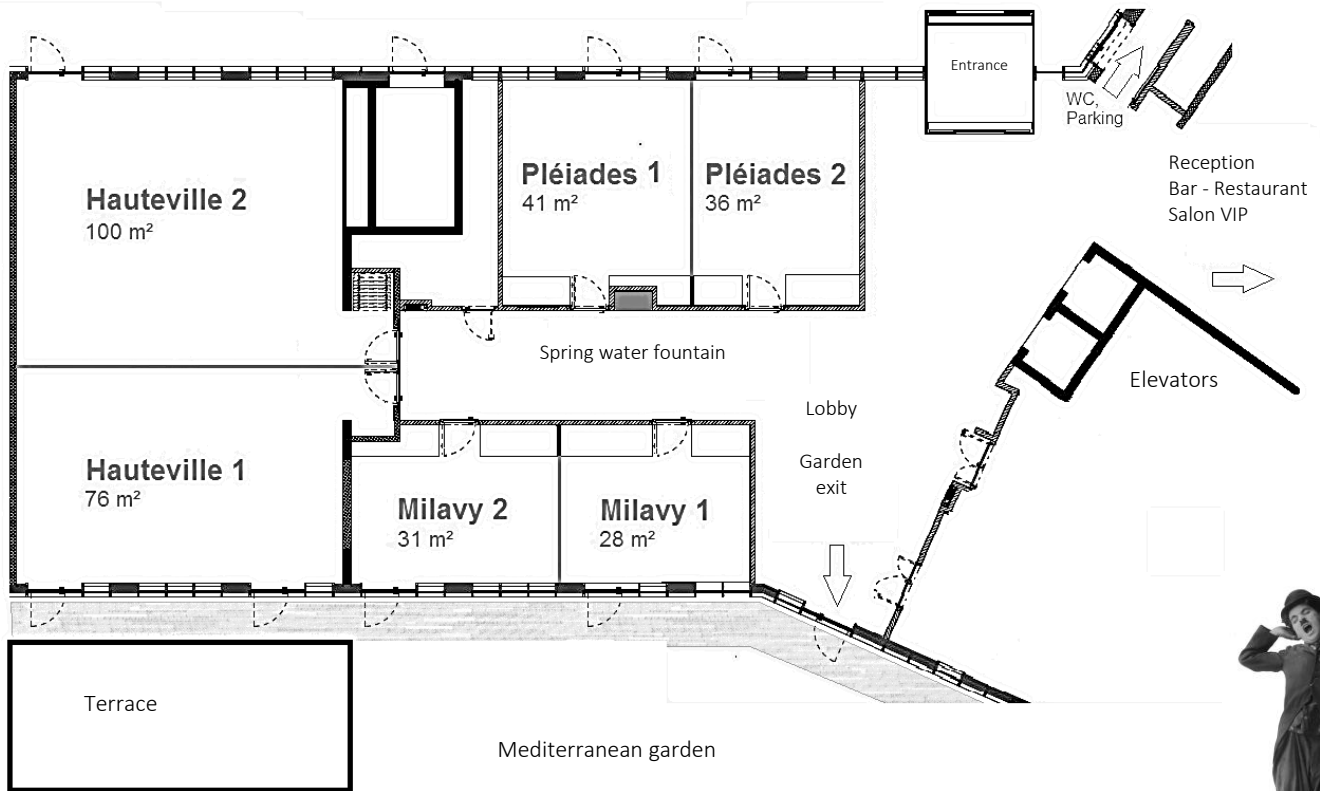 Entrance
WC,
Parking
Reception
Bar - Restaurant
Salon VIP
Hauteville 2
100 m²
Pléiades 1
41 m²
Pléiades 2
36 m²
Spring water fountain
Elevators
Lobby
Garden
exit
Hauteville 1
76 m²
Milavy 2
31 m²
Milavy 1
28 m²
Terrace
Mediterranean garden